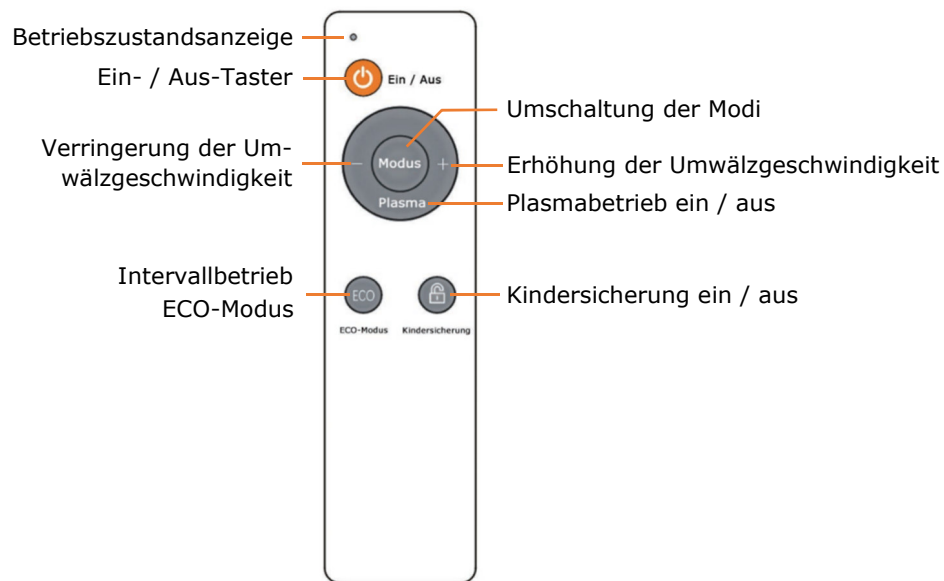 Betriebszustandsanzeige
Ein- / Aus-Taster
Ein / Aus
Umschaltung der Modi
Verringerung der Um-
wälzgeschwindigkeit
−
Modus
+
Erhöhung der Umwälzgeschwindigkeit
Plasma
Plasmabetrieb ein / aus
Intervallbetrieb
ECO-Modus
ECO
Kindersicherung ein / aus
ECO-Modus
Kindersicherung